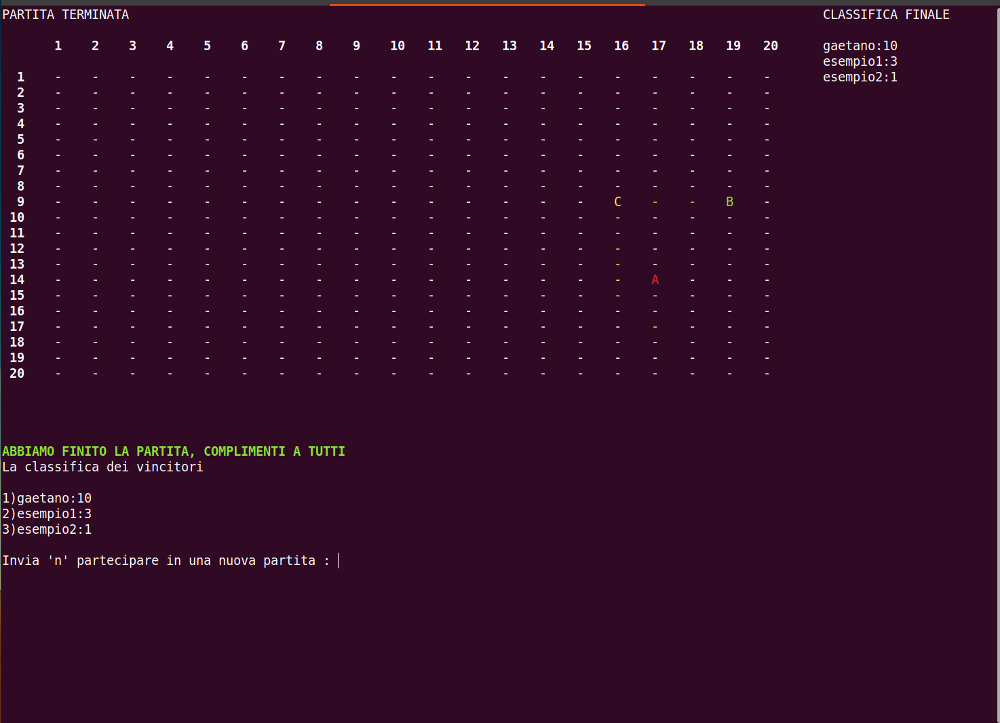 PARTITA TERMINATA CLASSIFICA FINALE
1 2 3 4 5 6 7 8 9 10 11 12 13 14 15 16 17 18 19 20 gaetano:10
esempio1:3
1 - - - - - - - - - - - - - - - - - - - - esempio2:1
2 - - - - - - - - - - - - - - - - - - - -
3 - - - - - - - - - - - - - - - - - - - -
4 - - - - - - - - - - - - - - - - - - - -
5 - - - - - - - - - - - - - - - - - - - -
6 - - - - - - - - - - - - - - - - - - - -
7 - - - - - - - - - - - - - - - - - - - -
8 - - - - - - - - - - - - - - - - - - - -
9 - - - - - - - - - - - - - - - C - - B -
10 - - - - - - - - - - - - - - - - - - - -
11 - - - - - - - - - - - - - - - - - - - -
12 - - - - - - - - - - - - - - - - - - - -
13 - - - - - - - - - - - - - - - - - - - -
14 - - - - - - - - - - - - - - - - A - - -
15 - - - - - - - - - - - - - - - - - - - -
16 - - - - - - - - - - - - - - - - - - - -
17 - - - - - - - - - - - - - - - - - - - -
18 - - - - - - - - - - - - - - - - - - - -
19 - - - - - - - - - - - - - - - - - - - -
20 - - - - - - - - - - - - - - - - - - - -
ABBIAMO FINITO LA PARTITA, COMPLIMENTI A TUTTI
La classifica dei vincitori
1)gaetano:10
2)esempio1:3
3)esempio2:1
Invia 'n' partecipare in una nuova partita :